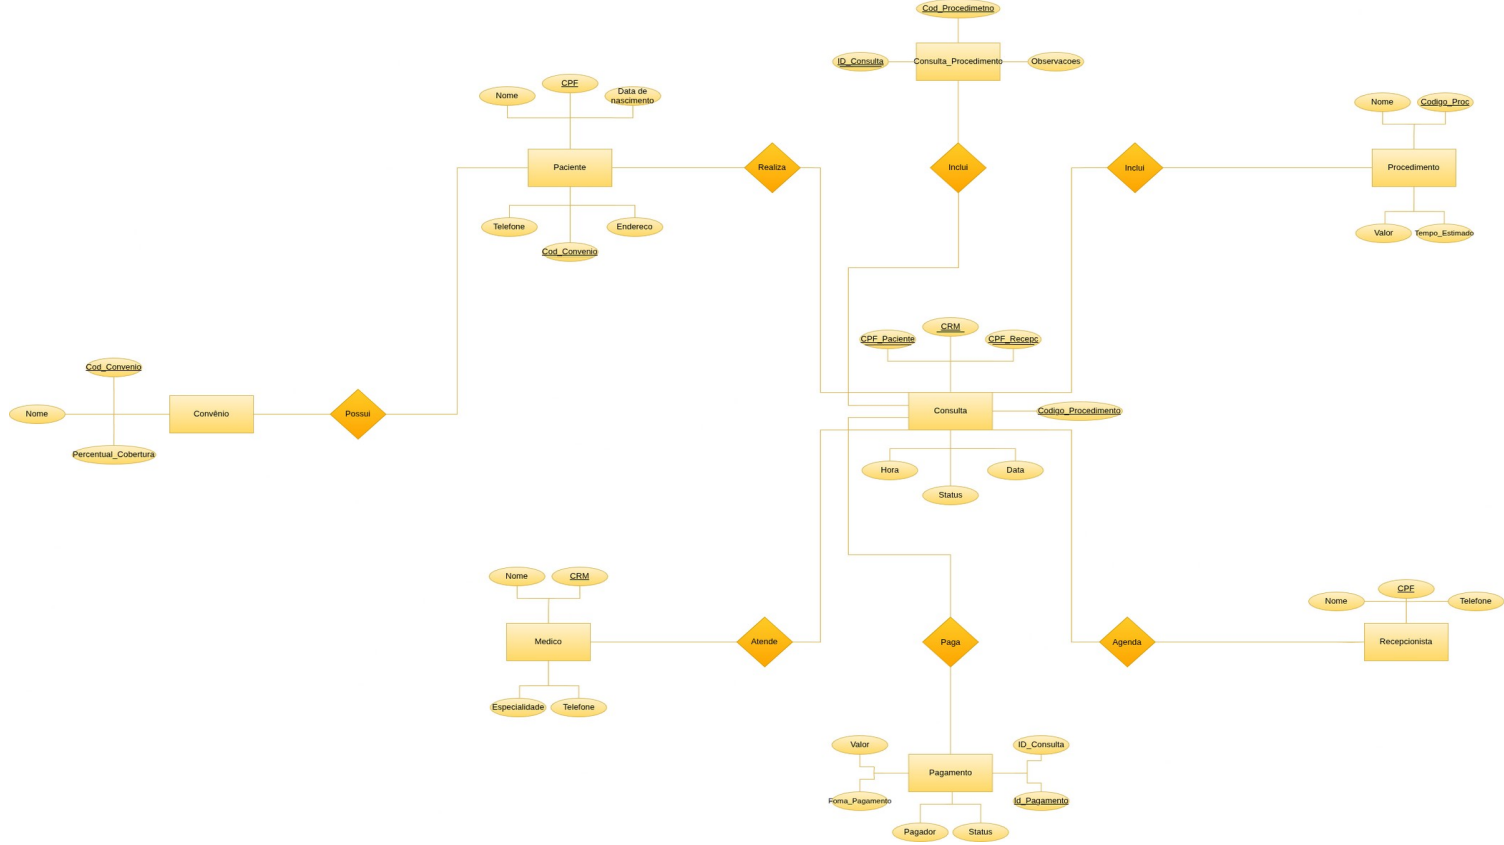 Cod_Procedimetno
ID_Consulta
Consulta_Procedimento
Observacoes
CPF
Nome
Data de
nascimento
Nome
Codigo_Proc
Paciente
Realiza
Inclui
Inclui
Procedimento
Telefone
Endereco
Cod_Convenio
Valor
Tempo_Estimado
CRM
CPF_Paciente
CPF_Recepc
Cod_Convenio
Nome
Convênio
Possui
Consulta
Codigo_Procedimento
Percentual_Cobertura
Hora
Data
Status
Nome
CRM
CPF
Nome
Telefone
Medico
Atende
Paga
Agenda
Recepcionista
Especialidade
Telefone
Valor
ID_Consulta
Pagamento
Foma_Pagamento
Id_Pagamento
Pagador
Status